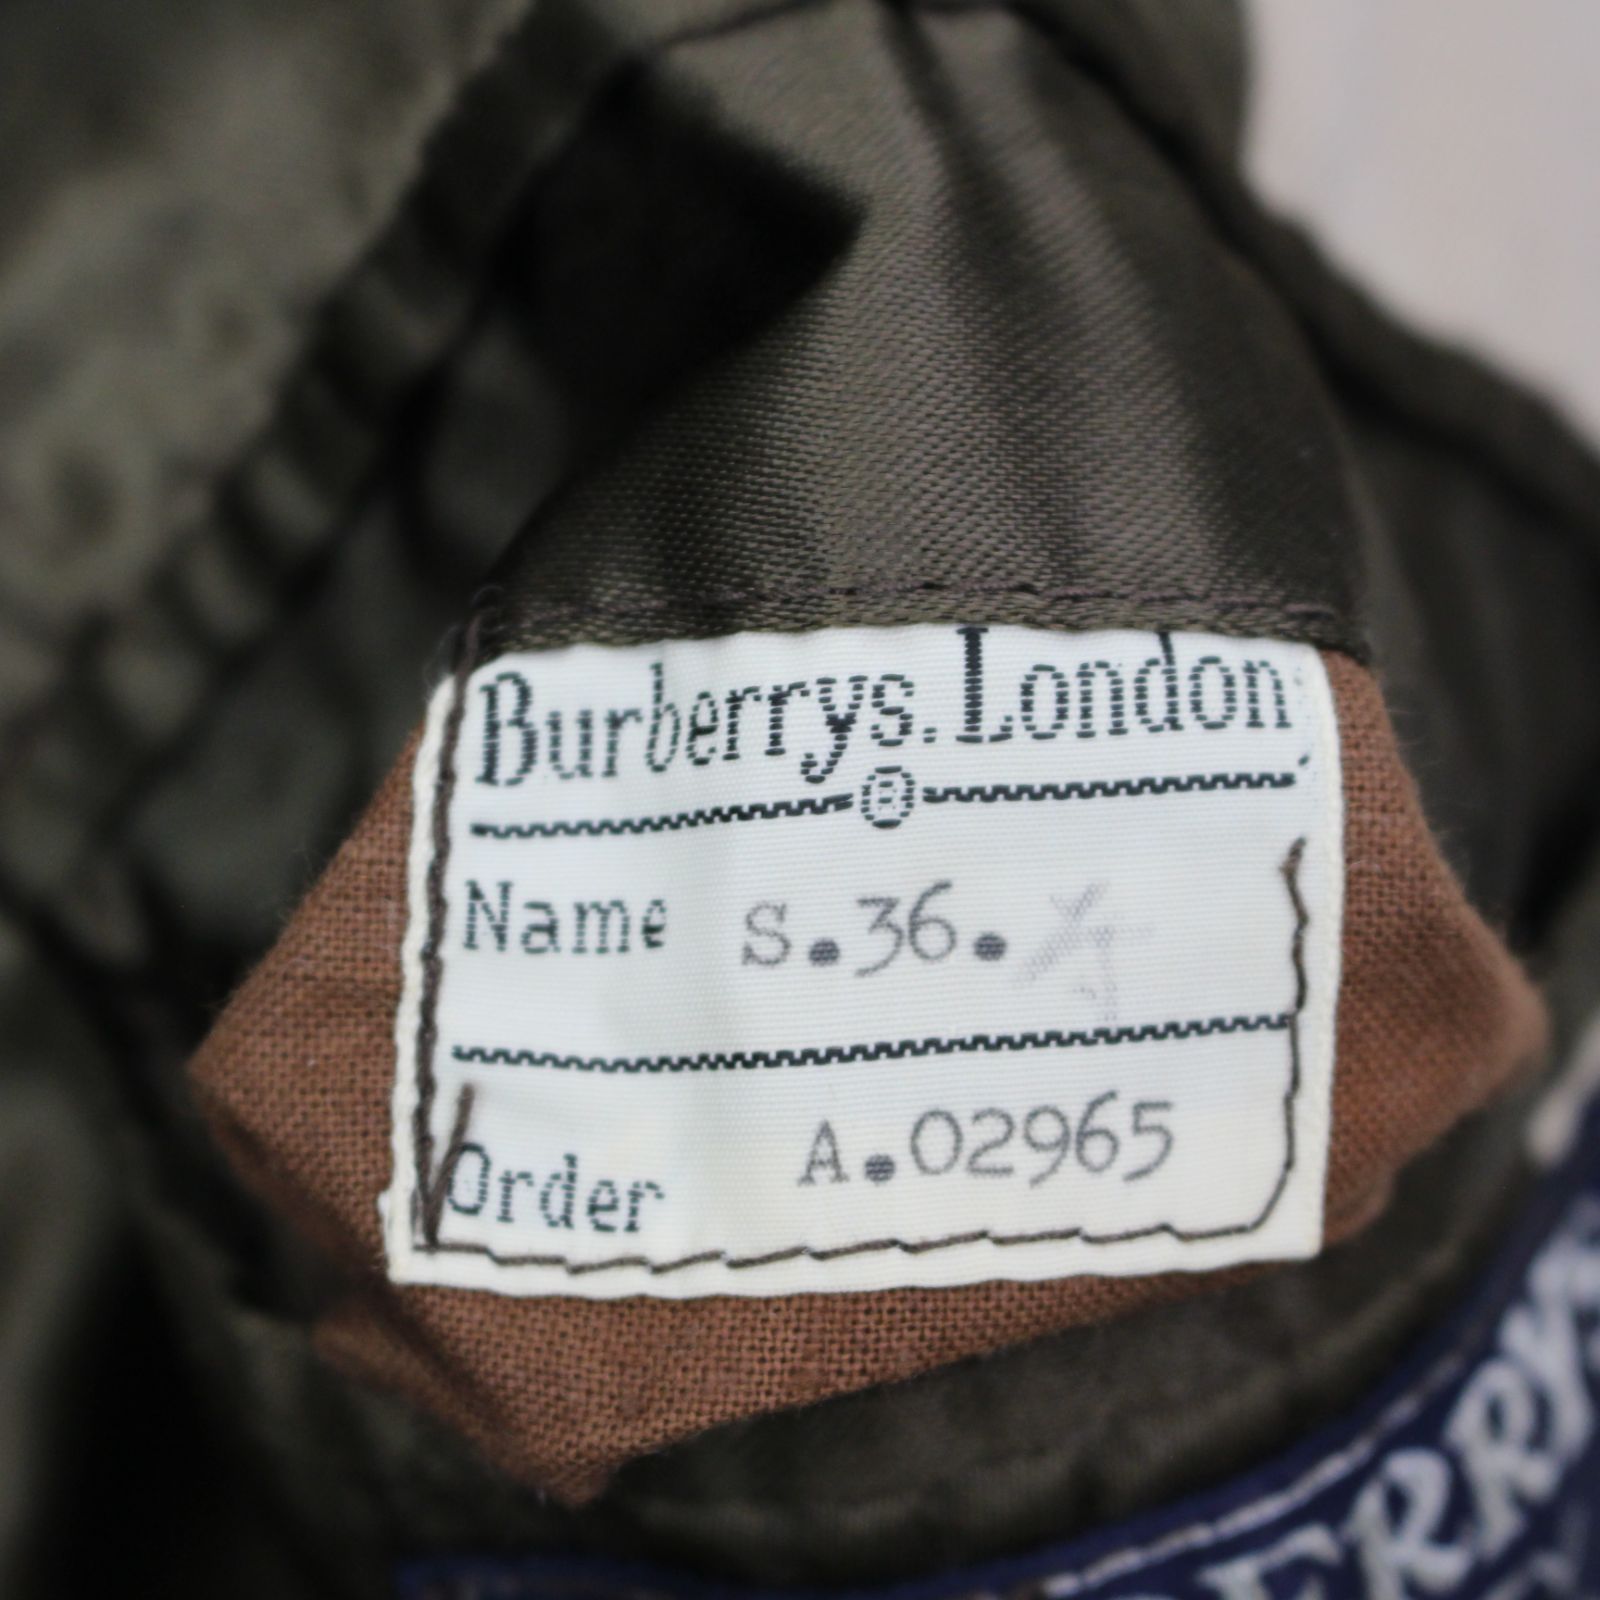 Burberrys. London
®
Name S.36.
Order A.02965